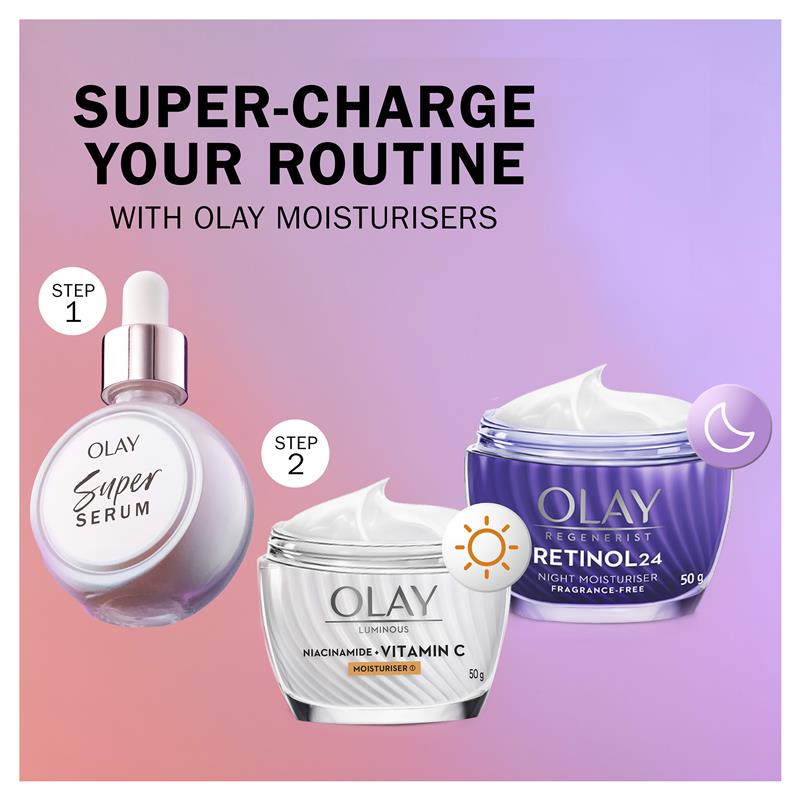 SUPER-CHARGE
YOUR ROUTINE
WITH OLAY MOISTURISERS
STEP
1
OLAY
Super
SERUM
STEP
2
OLAY
LUMINOUS
NIACINAMIDE + VITAMIN C
MOISTURISER
50 g
OLAY
REGENERIST
RETINOL24
NIGHT MOISTURISER
FRAGRANCE-FREE
50 g